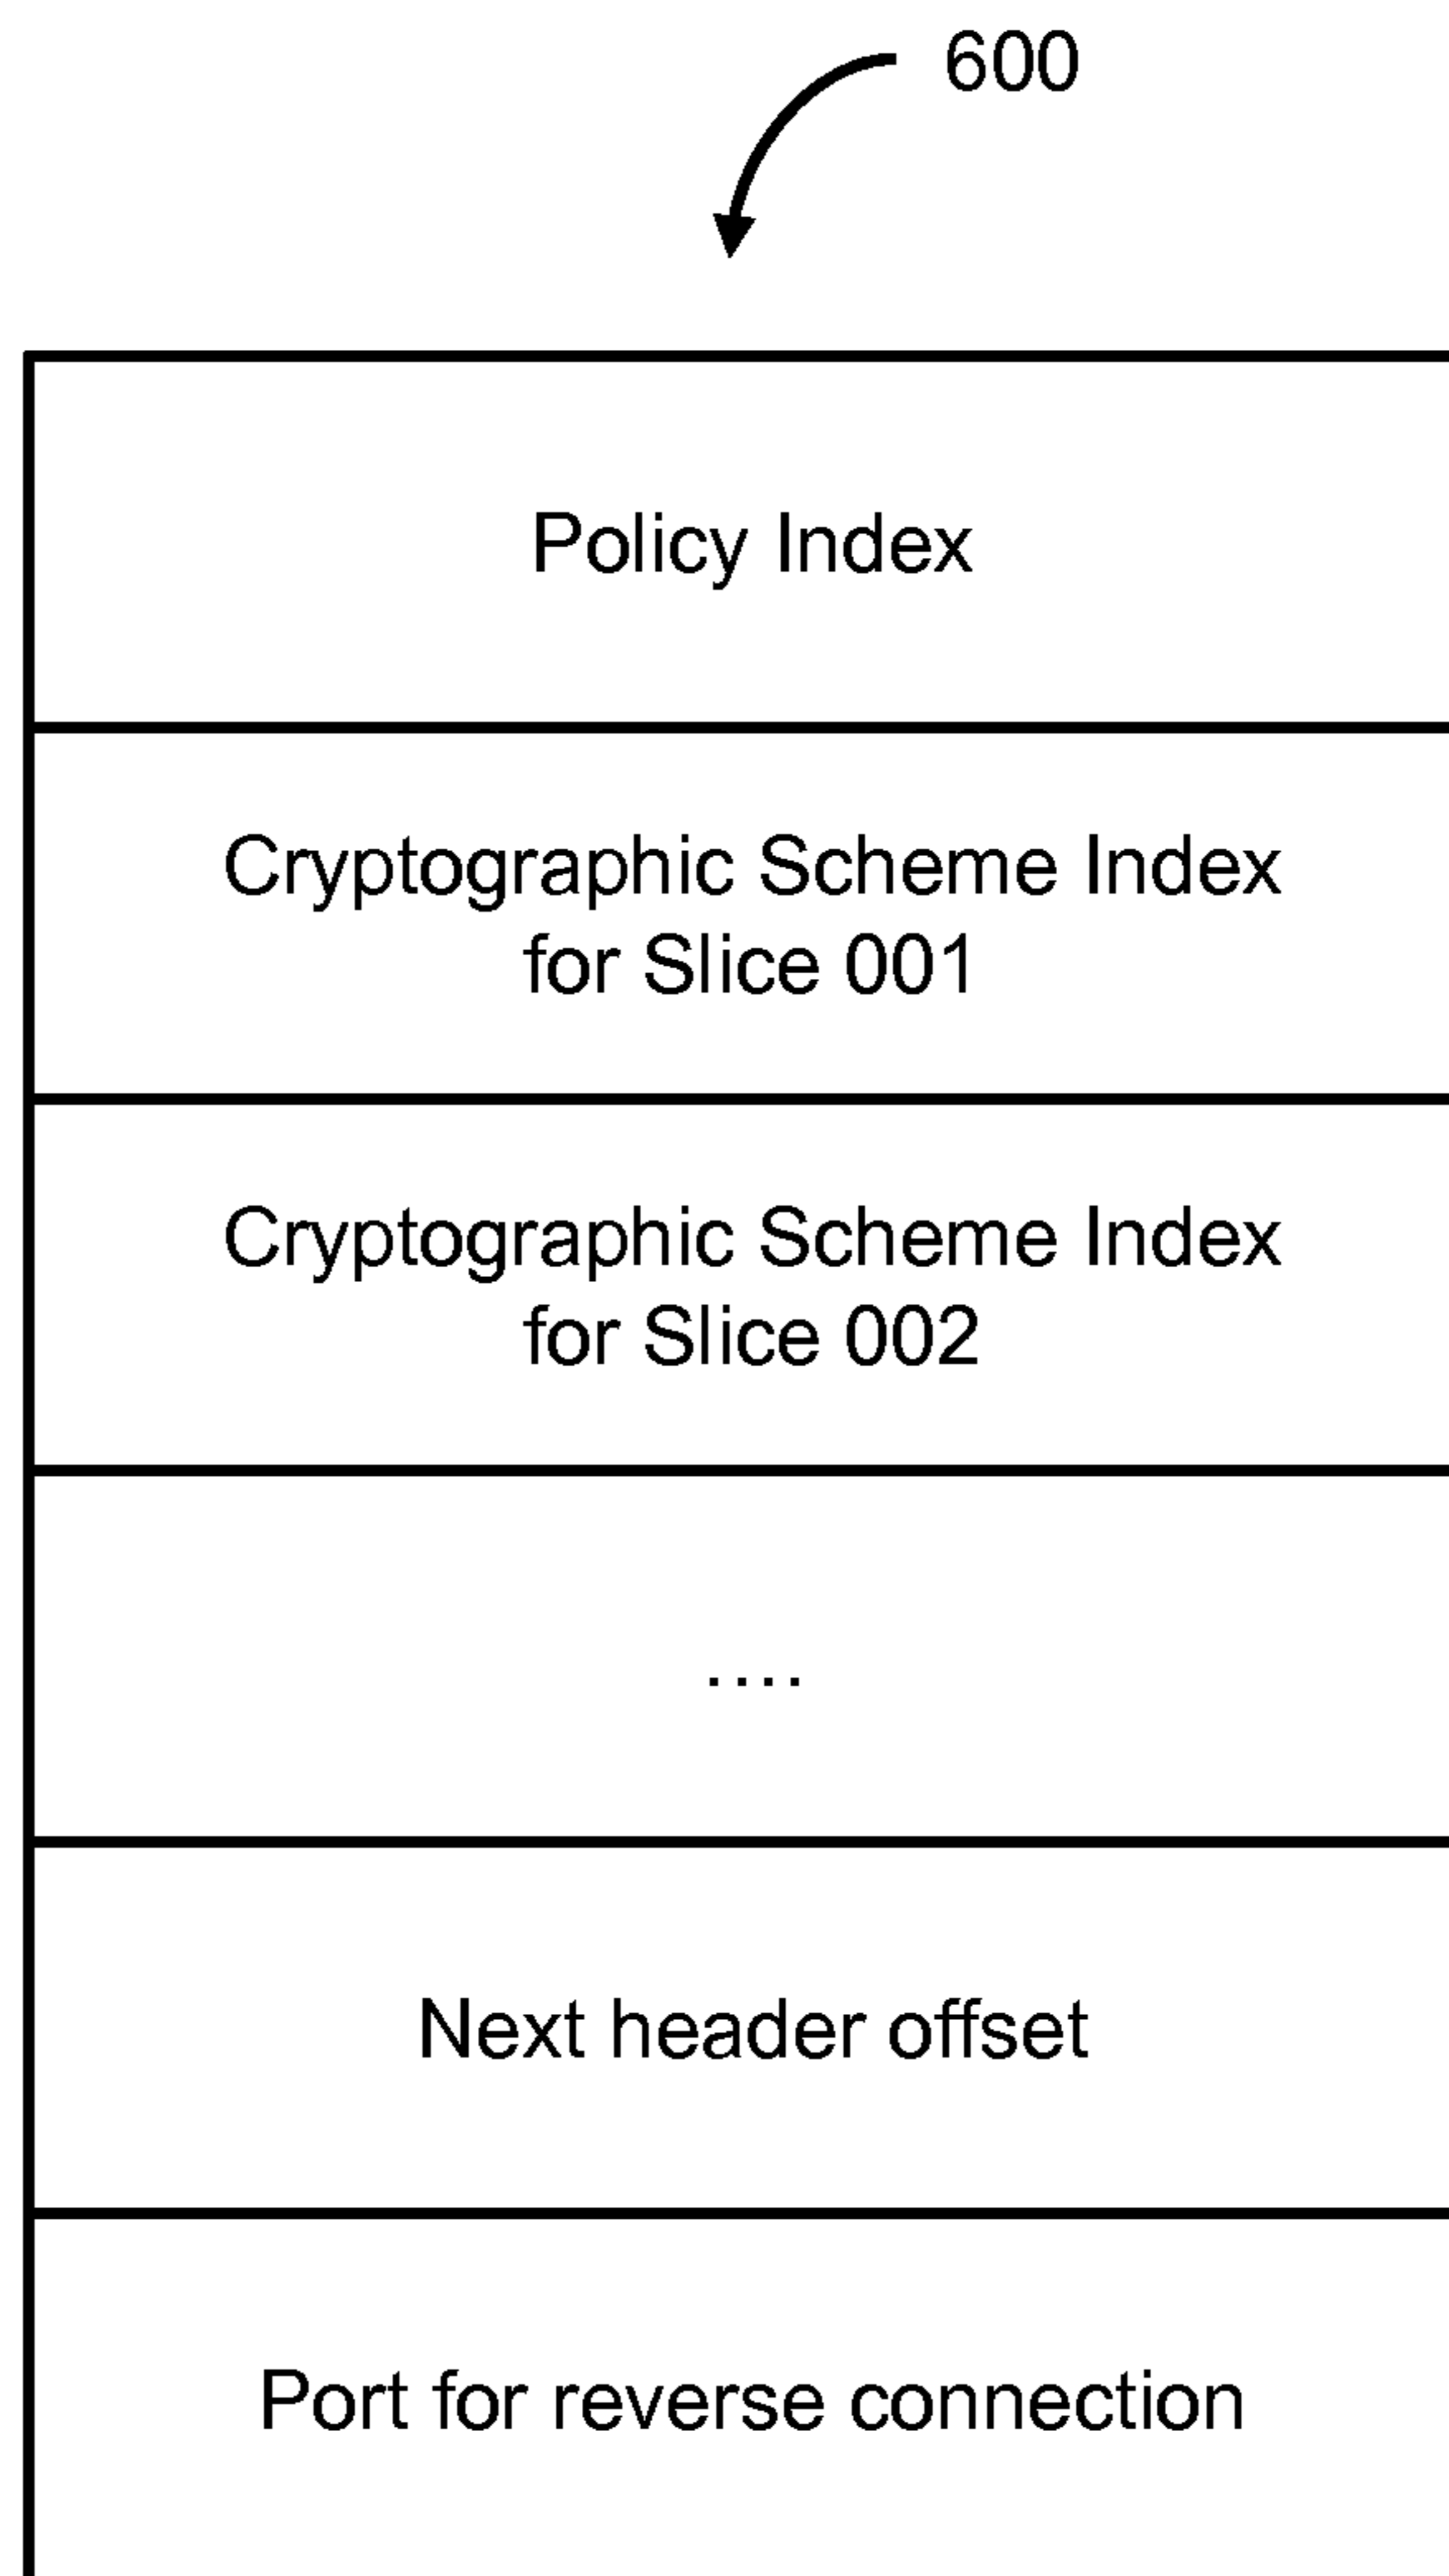 600
Policy Index
Cryptographic Scheme Index
for Slice 001
Cryptographic Scheme Index
for Slice 002
....
Next header offset
Port for reverse connection